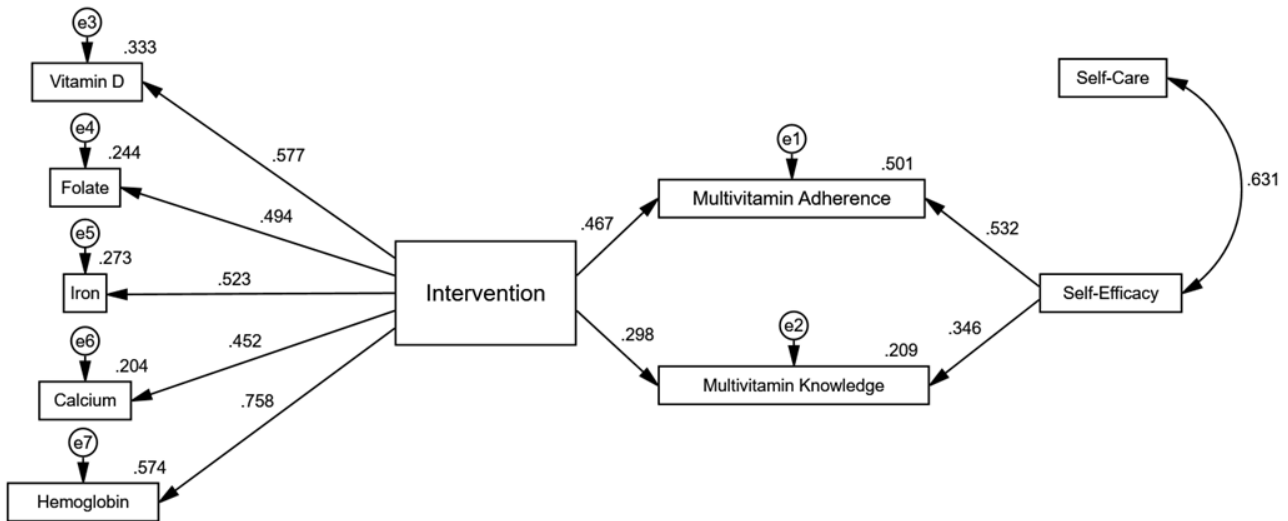 e3
.333
Vitamin D
e4
.244
Folate
e5
.273
Iron
e6
.204
Calcium
e7
.574
Hemoglobin
.577
.494
.523
.452
.758
Intervention
.467
.298
e1
.501
Multivitamin Adherence
e2
.209
Multivitamin Knowledge
.532
.346
Self-Care
.631
Self-Efficacy